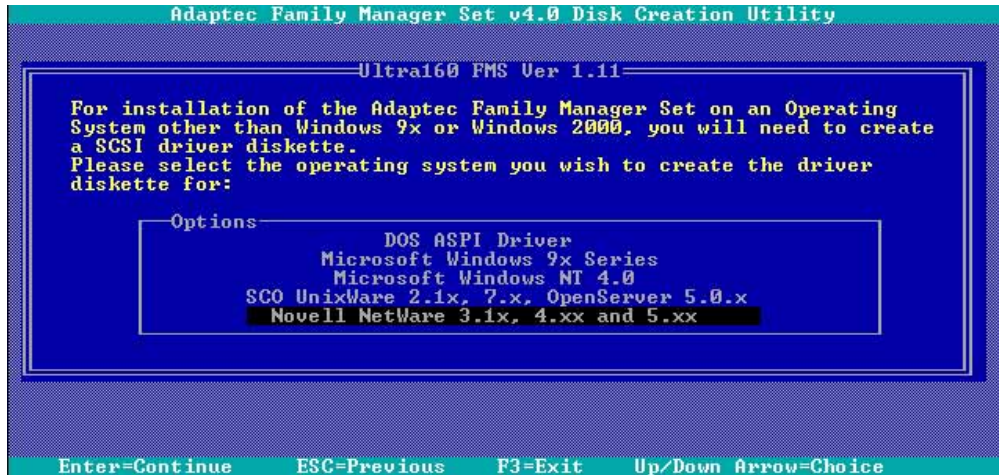 Adaptec Family Manager Set v4.0 Disk Creation Utility
Ultra160 FMS Ver 1.11
For installation of the Adaptec Family Manager Set on an Operating
System other than Windows 9x or Windows 2000, you will need to create
a SCSI driver diskette.
Please select the operating system you wish to create the driver
diskette for:
Options
DOS ASPI Driver
Microsoft Windows 9x Series
Microsoft Windows NT 4.0
SCO UnixWare 2.1x, 7.x, OpenServer 5.0.x
Novell NetWare 3.1x, 4.xx and 5.xx
Enter=Continue ESC=Previous F3=Exit Up/Down Arrow=Choice